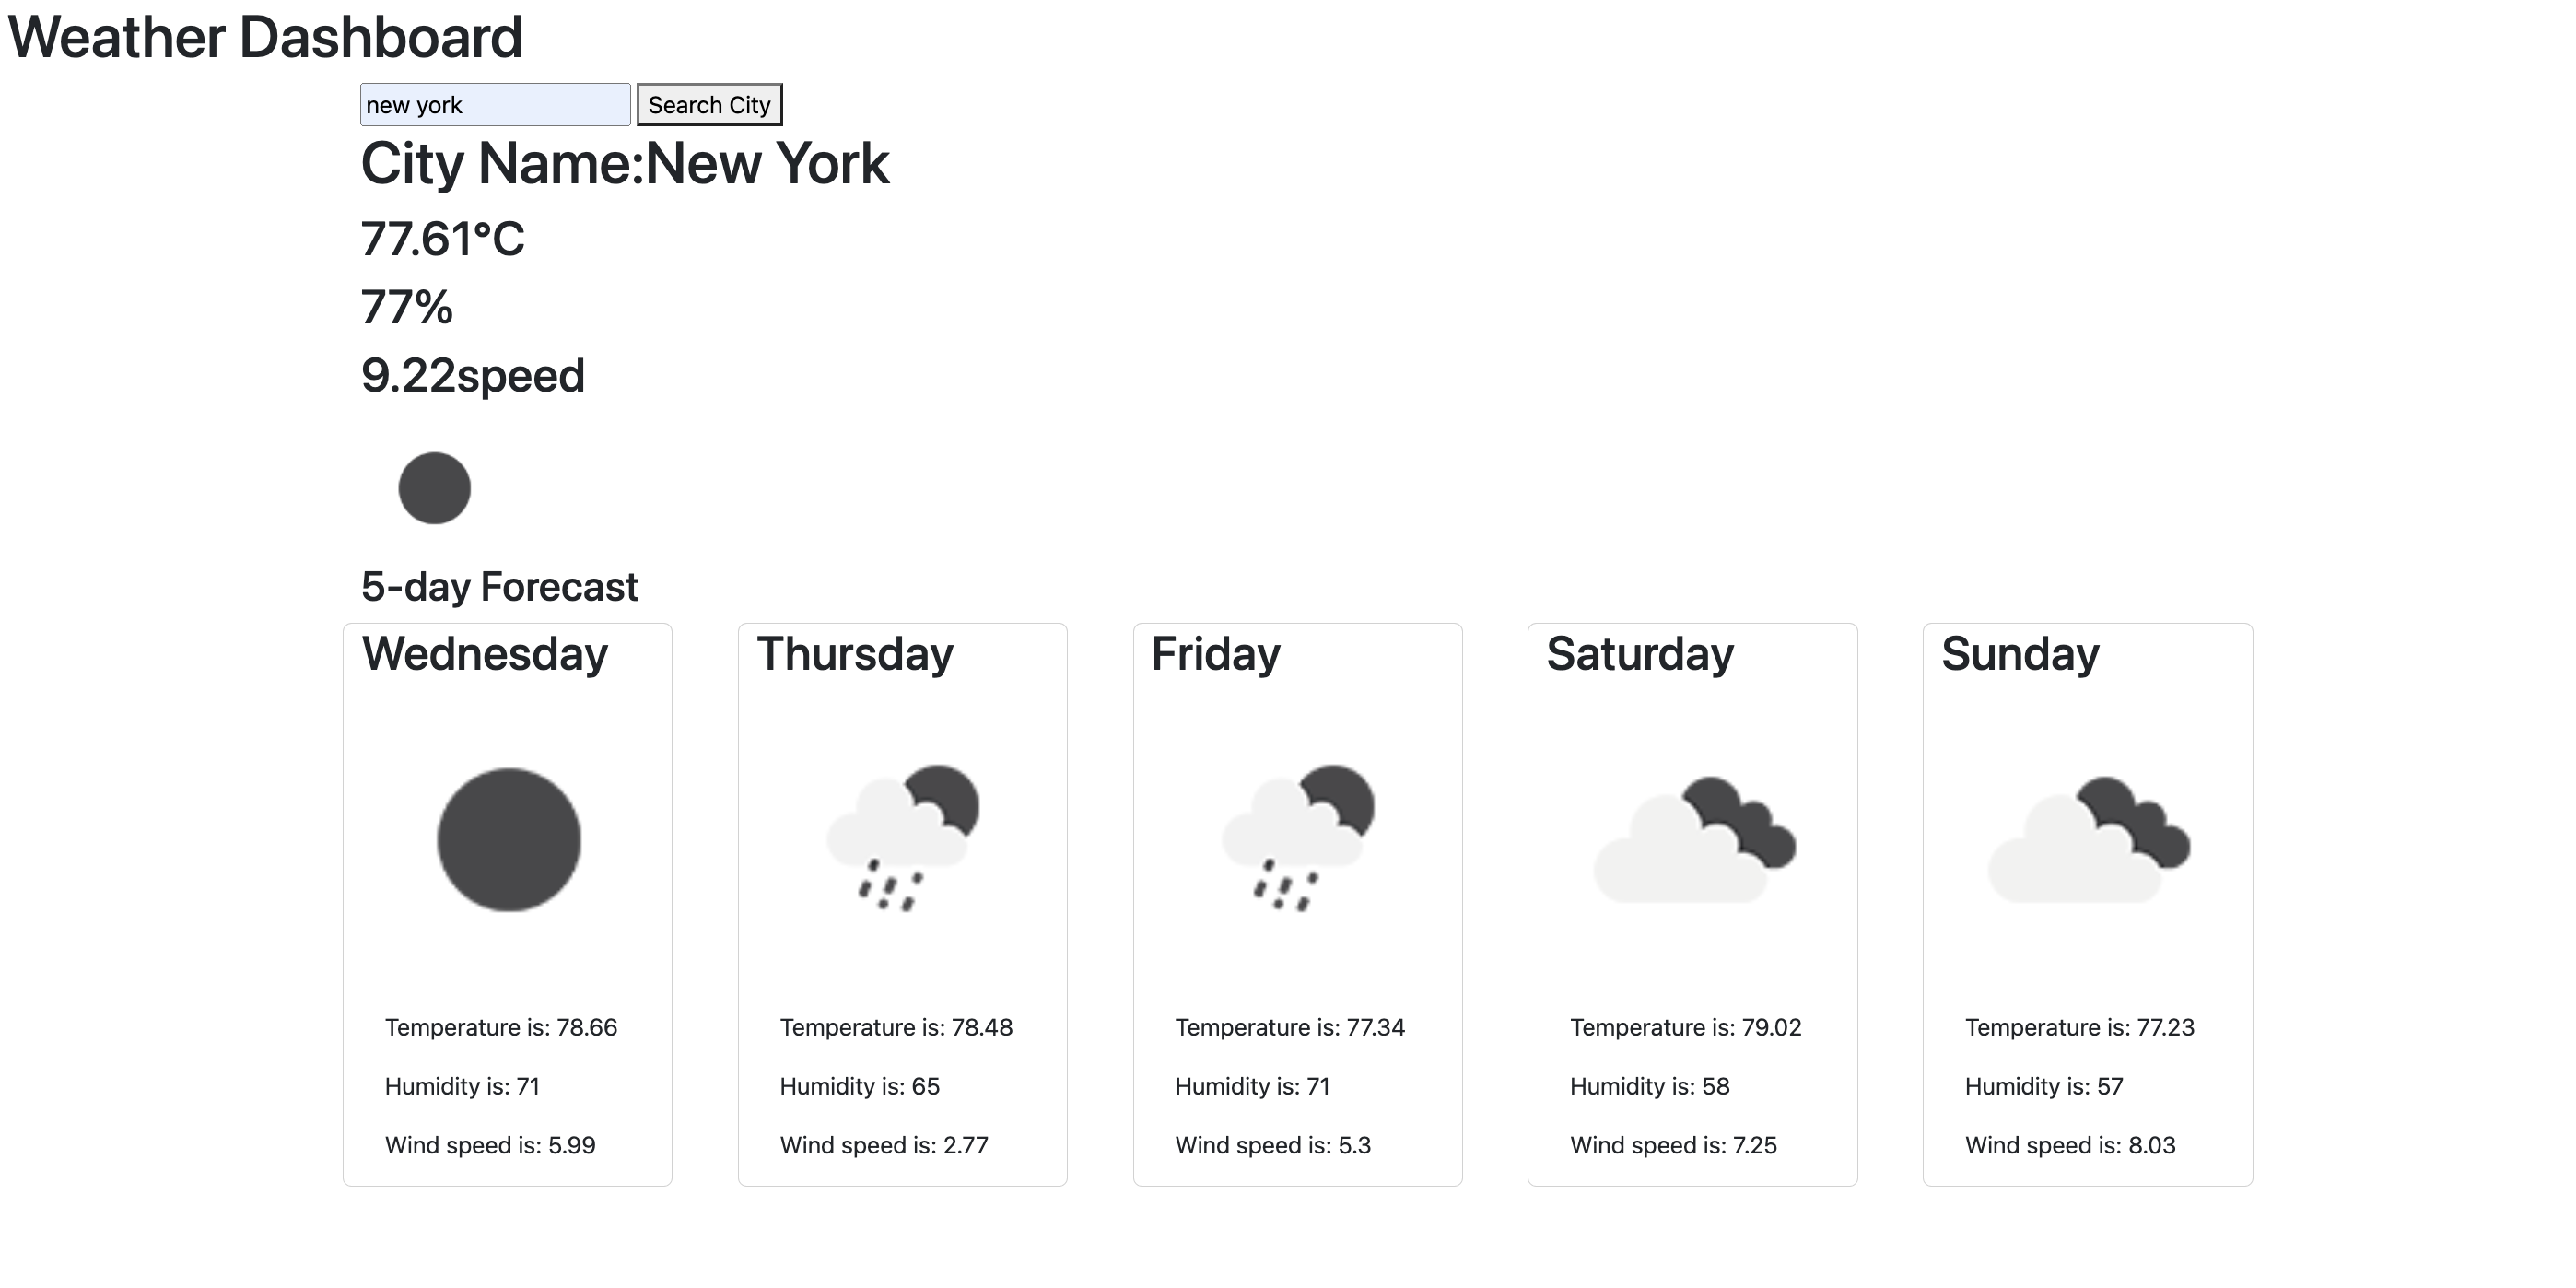 Weather Dashboard
new york Search City
City Name:New York
77.61°C
77%
9.22speed
5-day Forecast
Wednesday
Temperature is: 78.66
Humidity is: 71
Wind speed is: 5.99
Thursday
Temperature is: 78.48
Humidity is: 65
Wind speed is: 2.77
Friday
Temperature is: 77.34
Humidity is: 71
Wind speed is: 5.3
Saturday
Temperature is: 79.02
Humidity is: 58
Wind speed is: 7.25
Sunday
Temperature is: 77.23
Humidity is: 57
Wind speed is: 8.03